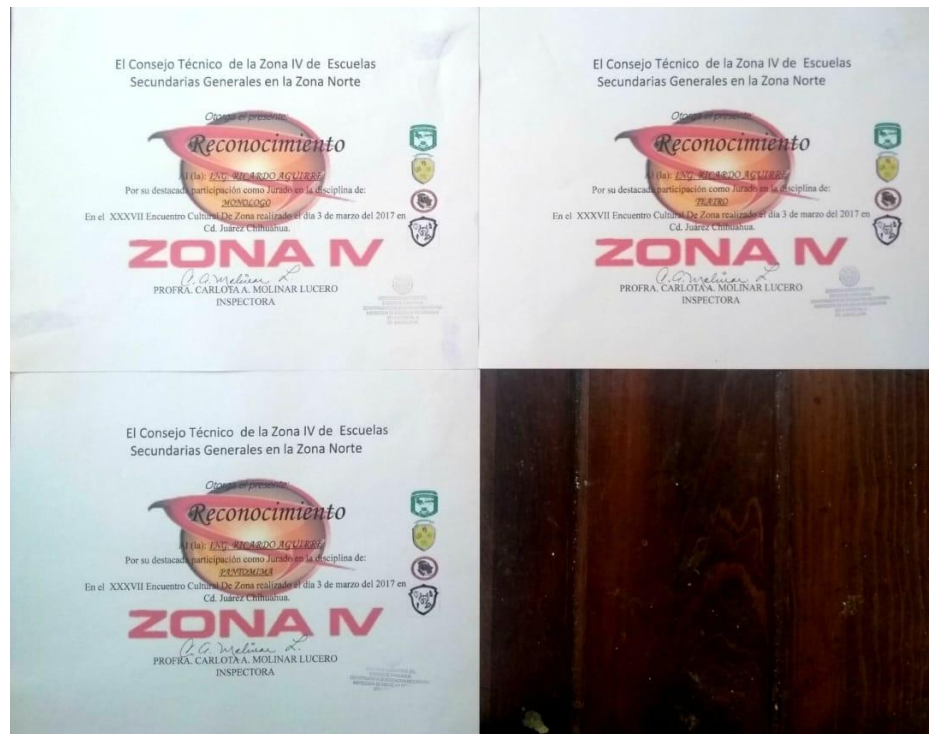 El Consejo Técnico de la Zona IV de Escuelas
Secundarias Generales en la Zona Norte
Otorga el presente:
Reconocimiento
Al (la): ING. RICARDO AGUIRRE
Por su destacada participación como Jurado en la disciplina de:
MONOLOGO
En el XXXVII Encuentro Cultural De Zona realizado el día 3 de marzo del 2017 en
Cd. Juárez Chihuahua.
ZONA IV
PROFRA. CARLOTA A. MOLINAR LUCERO
INSPECTORA
El Consejo Técnico de la Zona IV de Escuelas
Secundarias Generales en la Zona Norte
Otorga el presente:
Reconocimiento
Al (la): ING. RICARDO AGUIRRE
Por su destacada participación como Jurado en la disciplina de:
TEATRO
En el XXXVII Encuentro Cultural De Zona realizado el día 3 de marzo del 2017 en
Cd. Juárez Chihuahua.
ZONA IV
PROFRA. CARLOTA A. MOLINAR LUCERO
INSPECTORA
El Consejo Técnico de la Zona IV de Escuelas
Secundarias Generales en la Zona Norte
Otorga el presente:
Reconocimiento
Al (la): ING. RICARDO AGUIRRE
Por su destacada participación como Jurado en la disciplina de:
PANTOMIMA
En el XXXVII Encuentro Cultural De Zona realizado el día 3 de marzo del 2017 en
Cd. Juárez Chihuahua.
ZONA IV
PROFRA. CARLOTA A. MOLINAR LUCERO
INSPECTORA